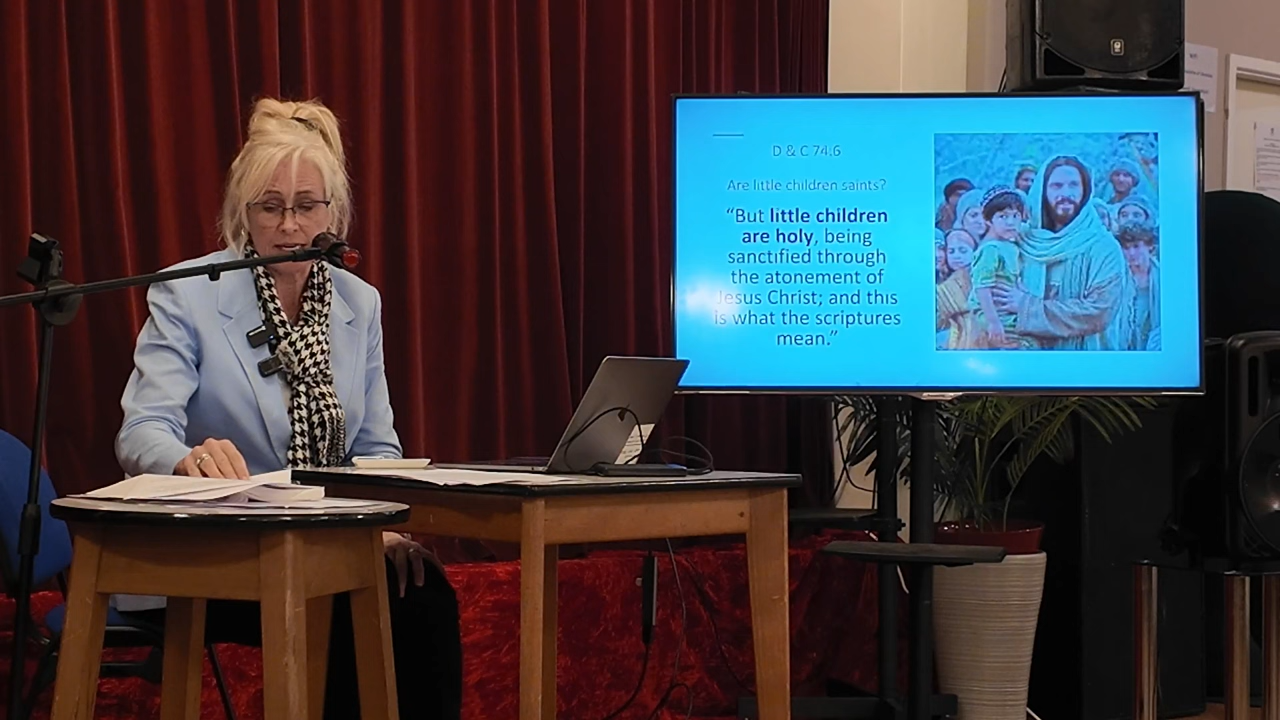 D & C 74:6
Are little children saints?
“But little children
are holy, being
sanctified through
the atonement of
Jesus Christ; and this
is what the scriptures
mean.”